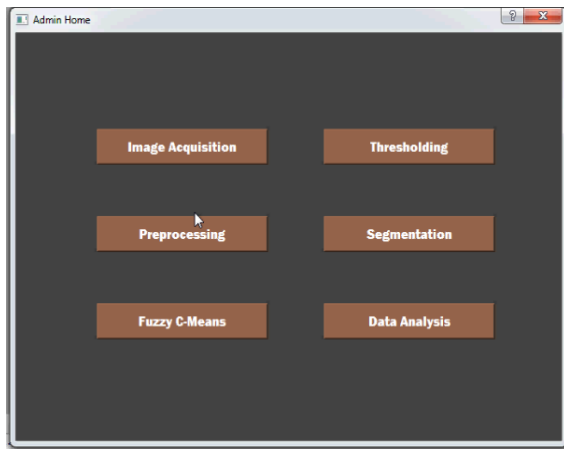 Admin Home
Image Acquisition
Thresholding
Preprocessing
Segmentation
Fuzzy C-Means
Data Analysis